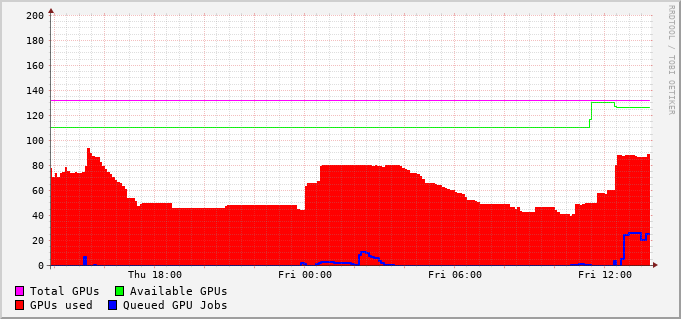 200
180
160
140
120
100
80
60
40
20
0
Thu 18:00 Fri 00:00 Fri 06:00 Fri 12:00
Total GPUs Available GPUs
GPUs used Queued GPU Jobs
RRDTOOL / TOBI OETIKER